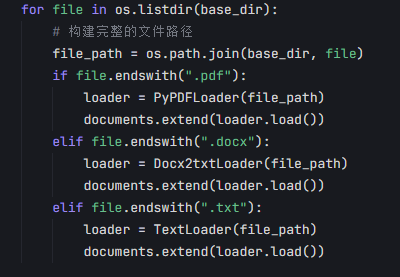 for file in os.listdir(base_dir):
    # 构建完整的文件路径
    file_path = os.path.join(base_dir, file)
    if file.endswith(".pdf"):
        loader = PyPDFLoader(file_path)
        documents.extend(loader.load())
    elif file.endswith(".docx"):
        loader = Docx2txtLoader(file_path)
        documents.extend(loader.load())
    elif file.endswith(".txt"):
        loader = TextLoader(file_path)
        documents.extend(loader.load())